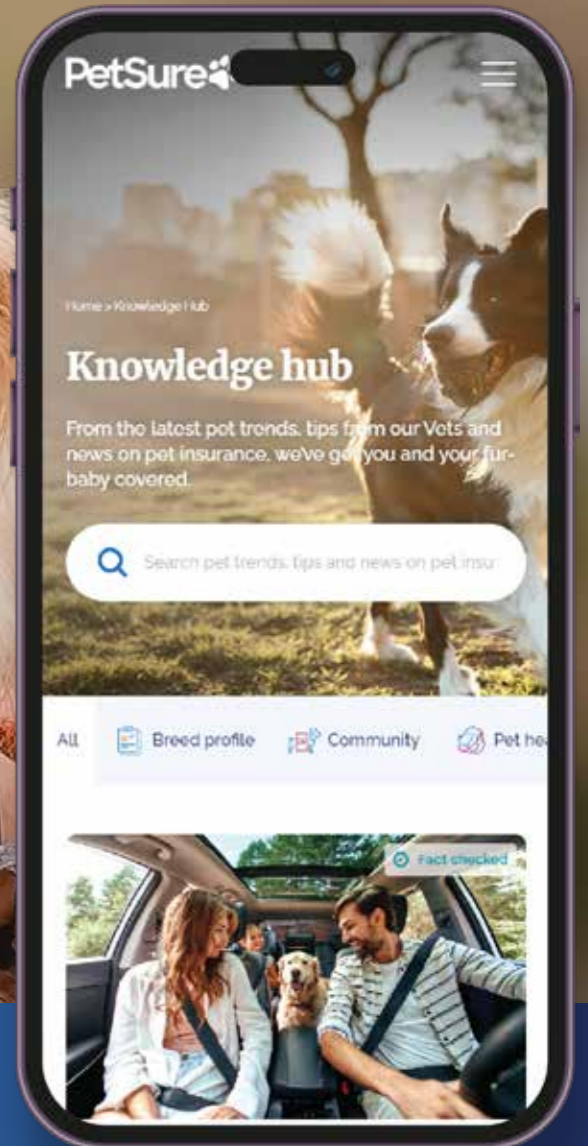 PetSure
Home > Knowledge Hub
Knowledge hub
From the latest pet trends, tips from our Vets and
news on pet insurance, we've got you and your fur-
baby covered.
Search pet trends, tips and news on pet insu
All Breed profile Community Pet hea
Fact checked